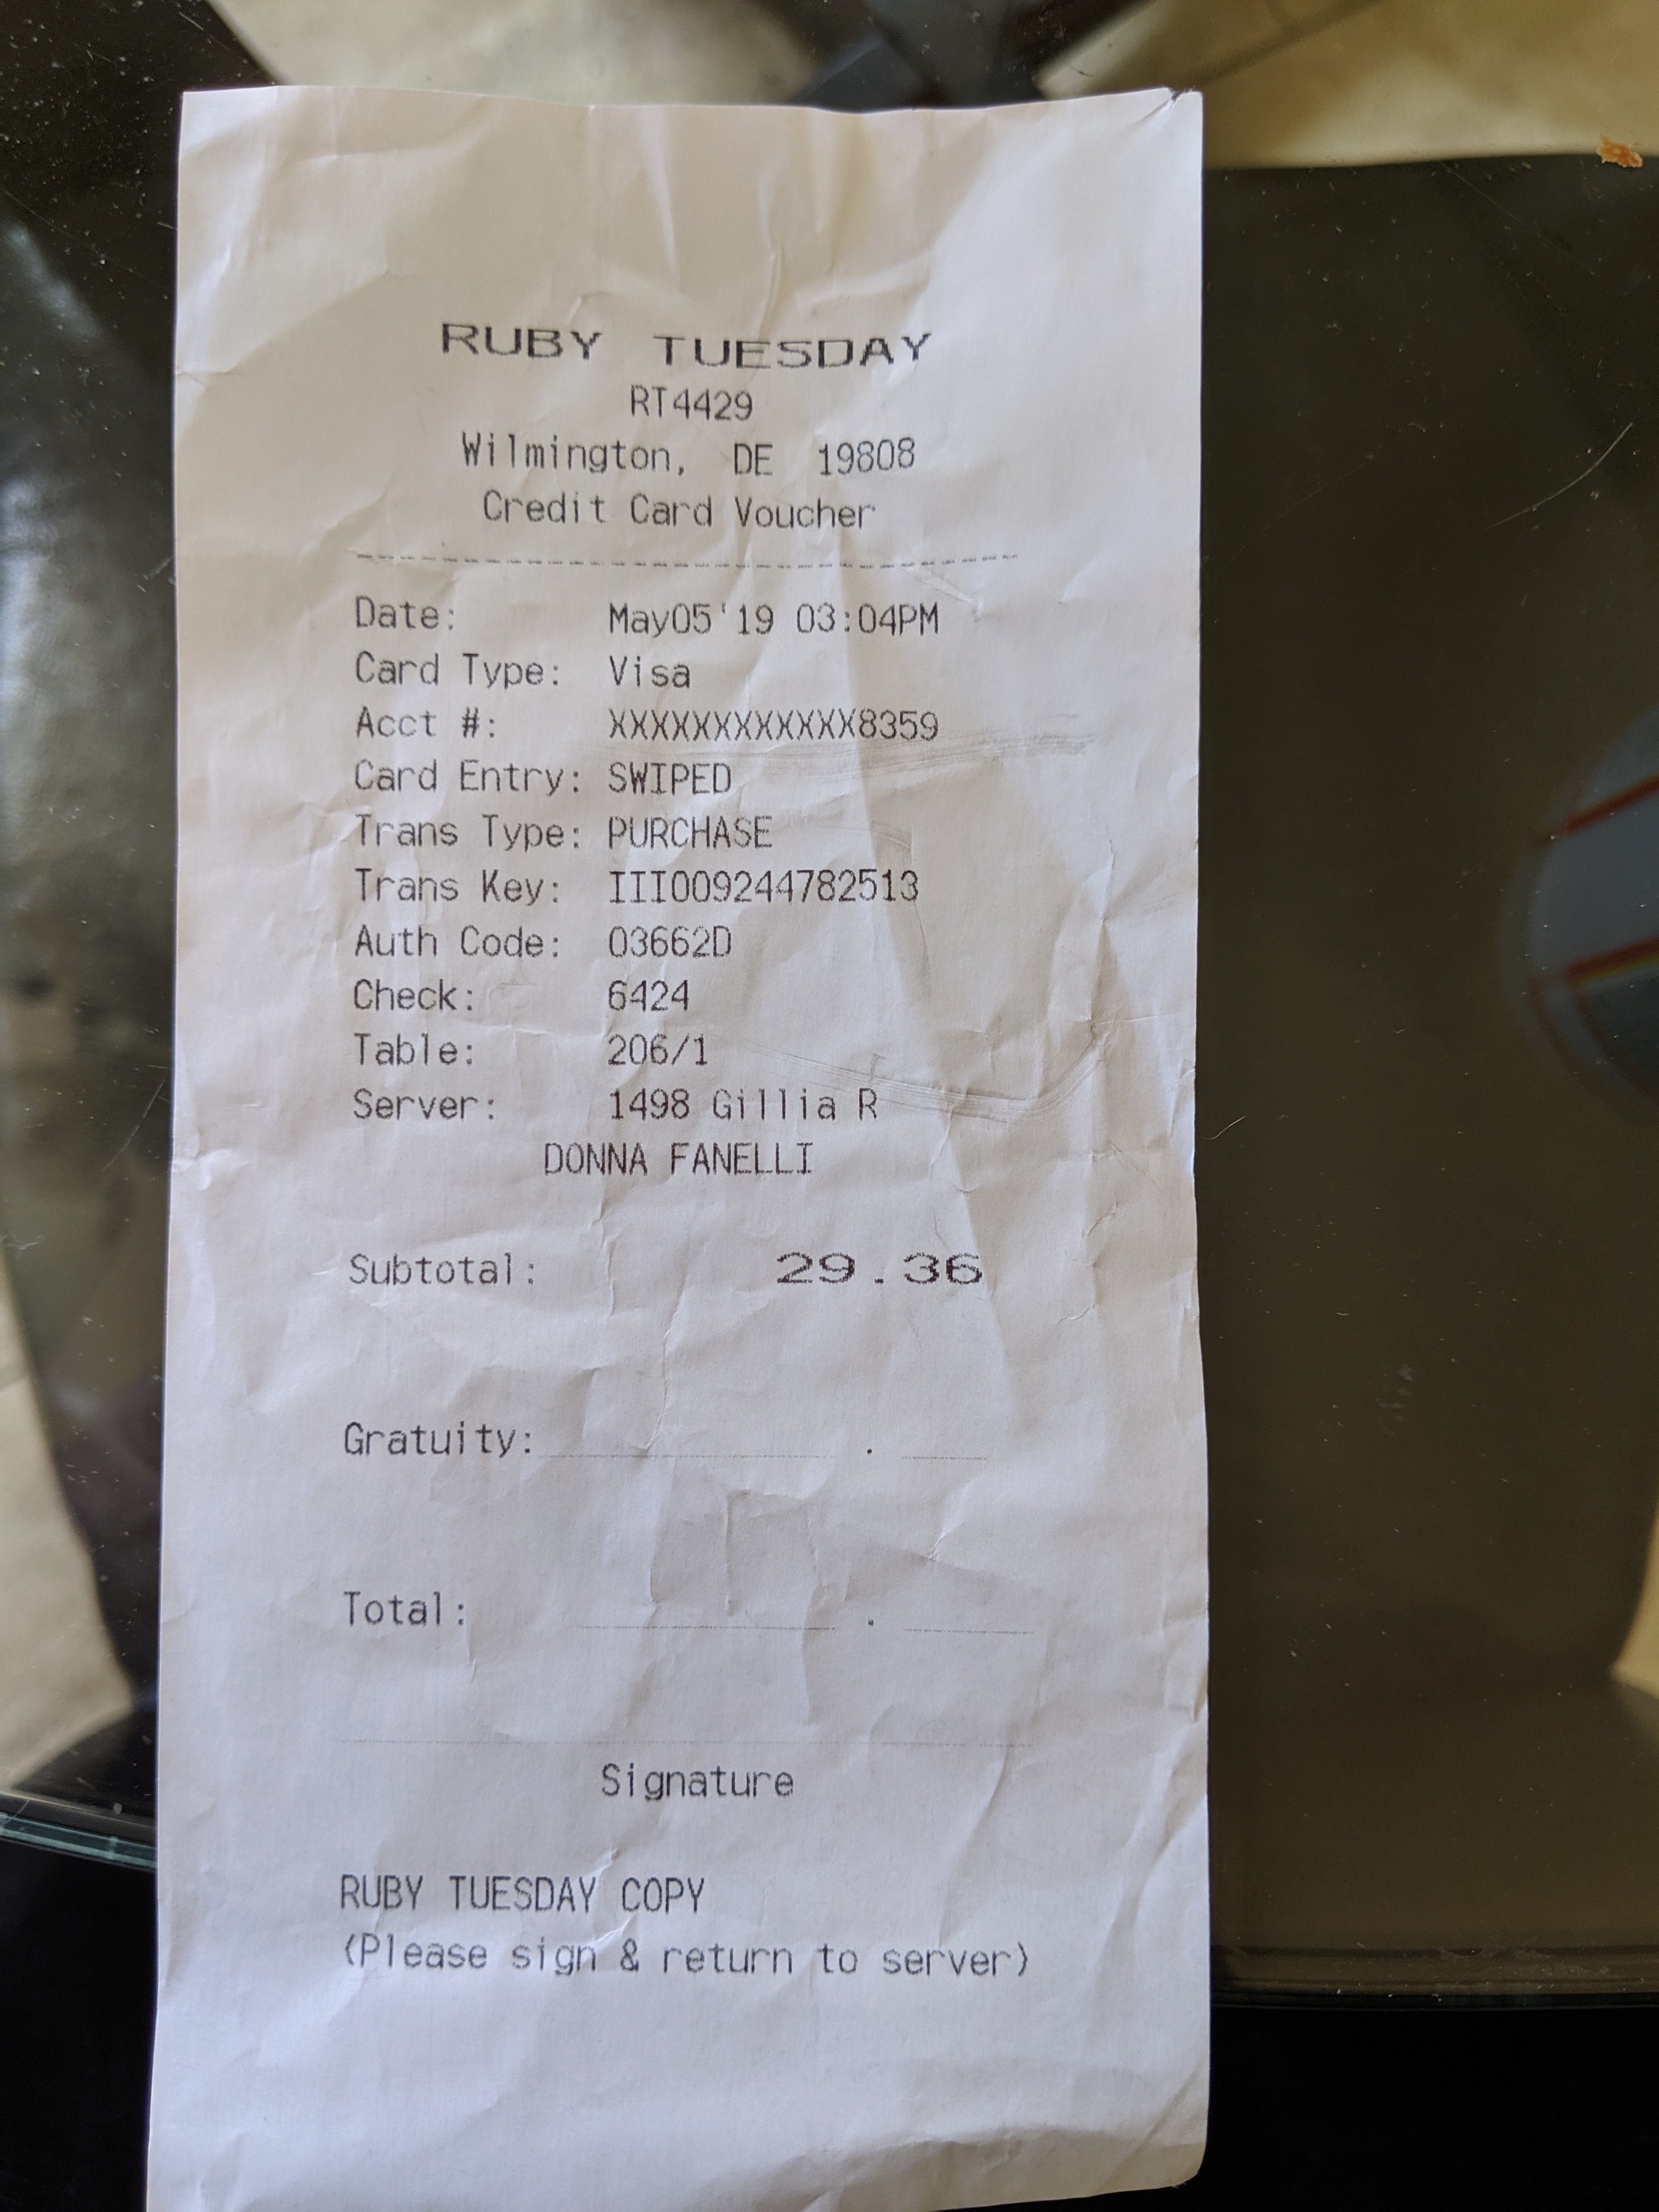 RUBY TUESDAY
RT4429
Wilmington, DE 19808
Credit Card Voucher
Date: May05'19 03:04PM
Card Type: Visa
Acct #: XXXXXXXXXXXX8359
Card Entry: SWIPED
Trans Type: PURCHASE
Trans Key: III009244782513
Auth Code: 03662D
Check: 6424
Table: 206/1
Server: 1498 Gillia R
DONNA FANELLI
Subtotal: 29.36
Gratuity: .
Total: .
Signature
RUBY TUESDAY COPY
(Please sign & return to server)